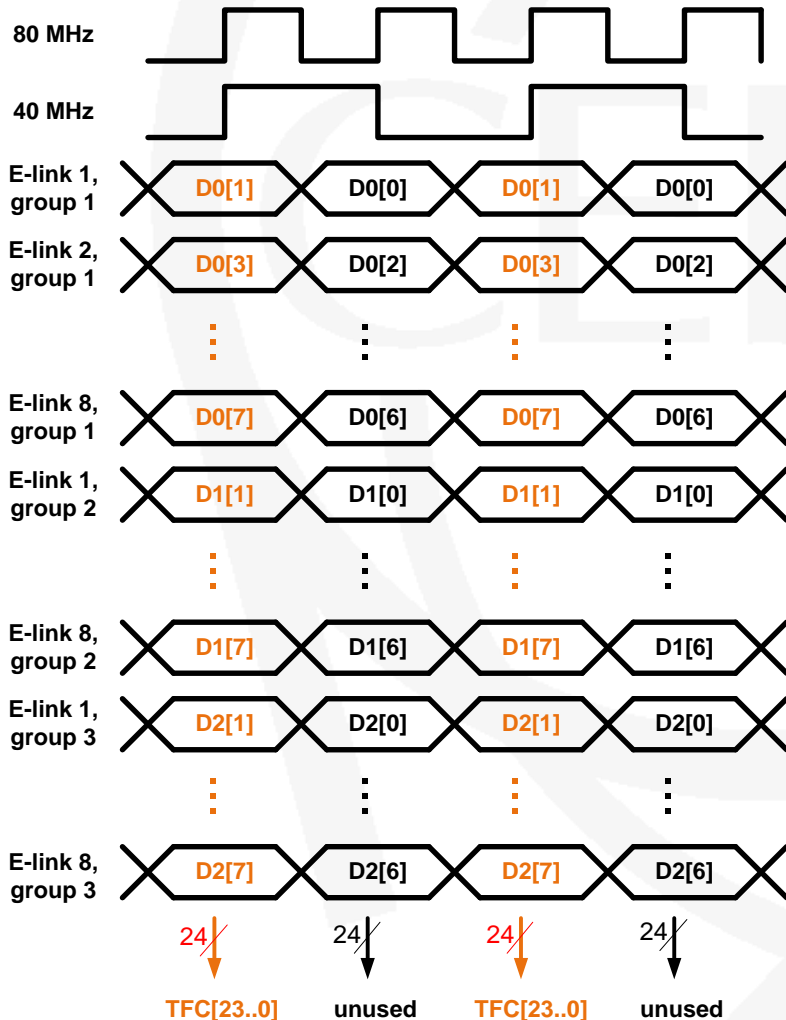 80 MHz
40 MHz
E-link 1,
group 1
D0[1] D0[0] D0[1] D0[0]
E-link 2,
group 1
D0[3] D0[2] D0[3] D0[2]
E-link 8,
group 1
D0[7] D0[6] D0[7] D0[6]
E-link 1,
group 2
D1[1] D1[0] D1[1] D1[0]
E-link 8,
group 2
D1[7] D1[6] D1[7] D1[6]
E-link 1,
group 3
D2[1] D2[0] D2[1] D2[0]
E-link 8,
group 3
D2[7] D2[6] D2[7] D2[6]
24 24 24 24
TFC[23..0] unused TFC[23..0] unused